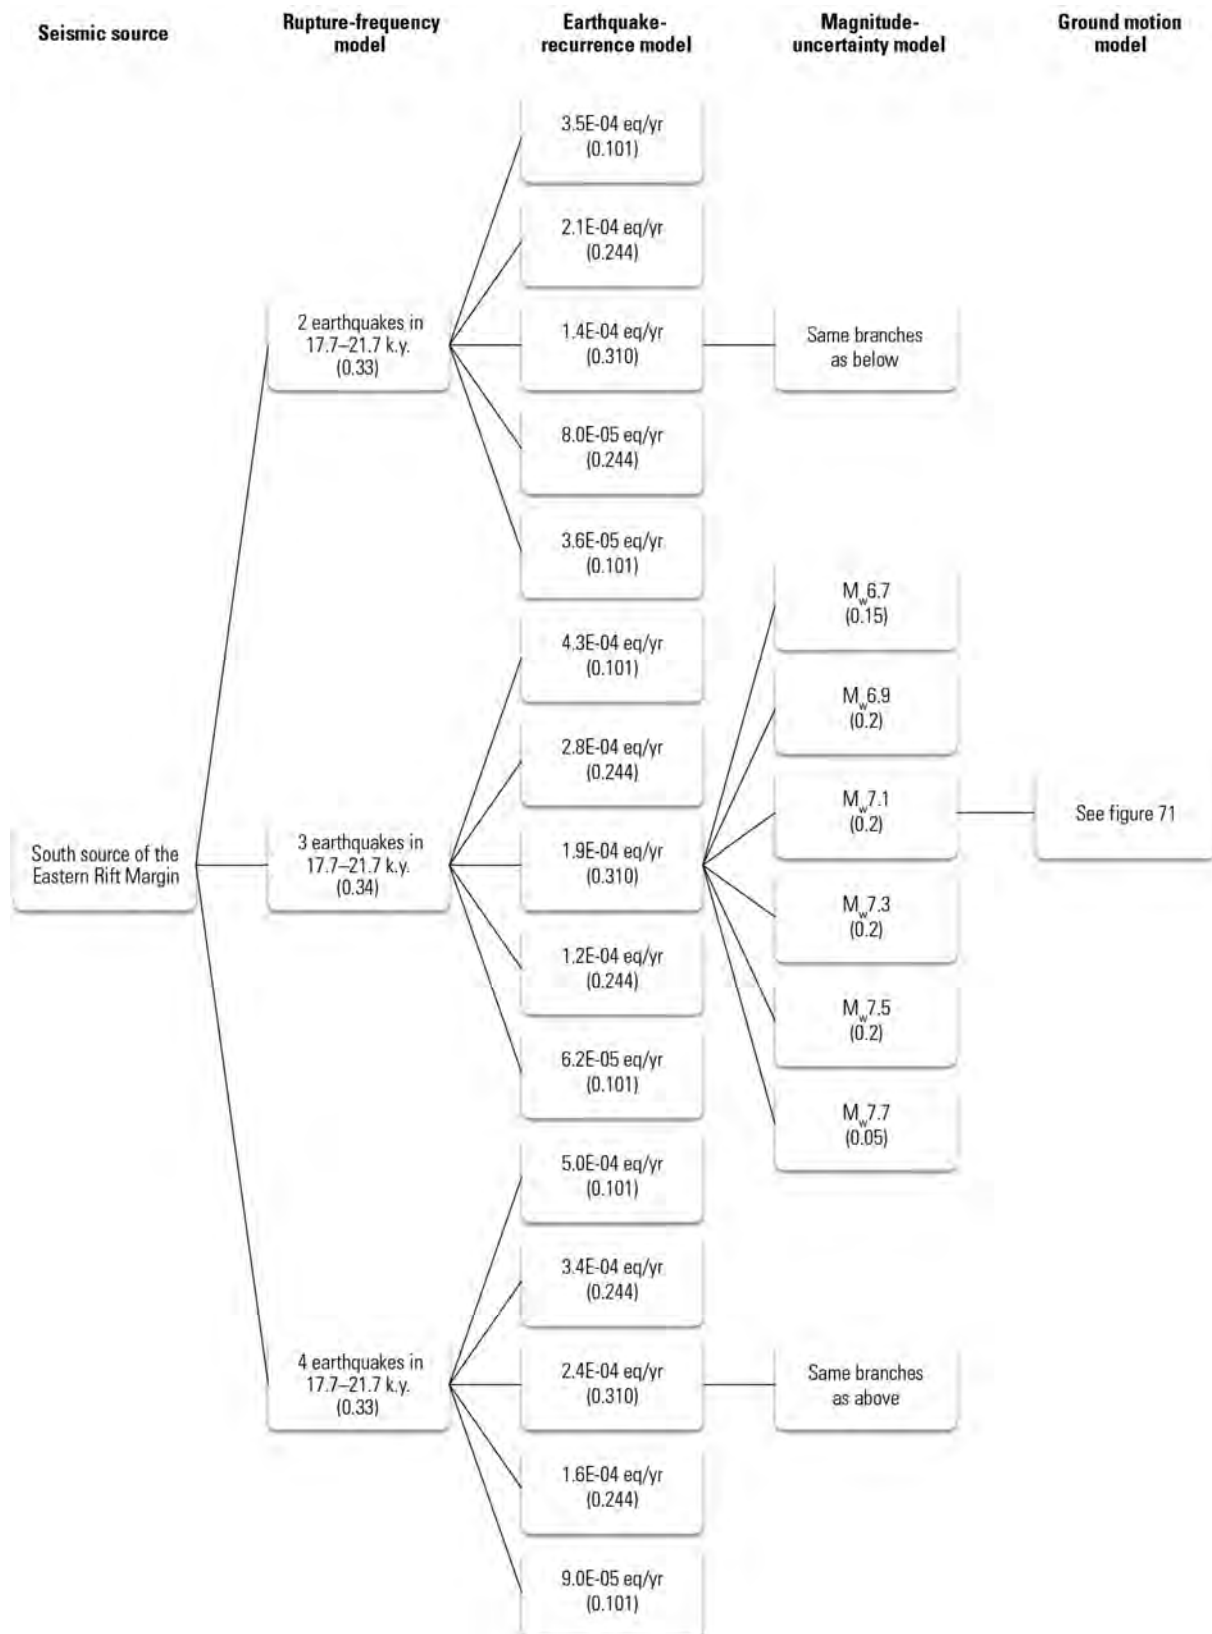 Seismic source
Rupture-frequency
model
Earthquake-
recurrence model
Magnitude-
uncertainty model
Ground motion
model
3.5E-04 eq/yr
(0.101)
2.1E-04 eq/yr
(0.244)
2 earthquakes in
17.7–21.7 k.y.
(0.33)
1.4E-04 eq/yr
(0.310)
Same branches
as below
8.0E-05 eq/yr
(0.244)
3.6E-05 eq/yr
(0.101)
Mw6.7
(0.15)
4.3E-04 eq/yr
(0.101)
Mw6.9
(0.2)
2.8E-04 eq/yr
(0.244)
Mw7.1
(0.2)
See figure 71
South source of the
Eastern Rift Margin
3 earthquakes in
17.7–21.7 k.y.
(0.34)
1.9E-04 eq/yr
(0.310)
Mw7.3
(0.2)
1.2E-04 eq/yr
(0.244)
Mw7.5
(0.2)
6.2E-05 eq/yr
(0.101)
Mw7.7
(0.05)
5.0E-04 eq/yr
(0.101)
3.4E-04 eq/yr
(0.244)
4 earthquakes in
17.7–21.7 k.y.
(0.33)
2.4E-04 eq/yr
(0.310)
Same branches
as above
1.6E-04 eq/yr
(0.244)
9.0E-05 eq/yr
(0.101)